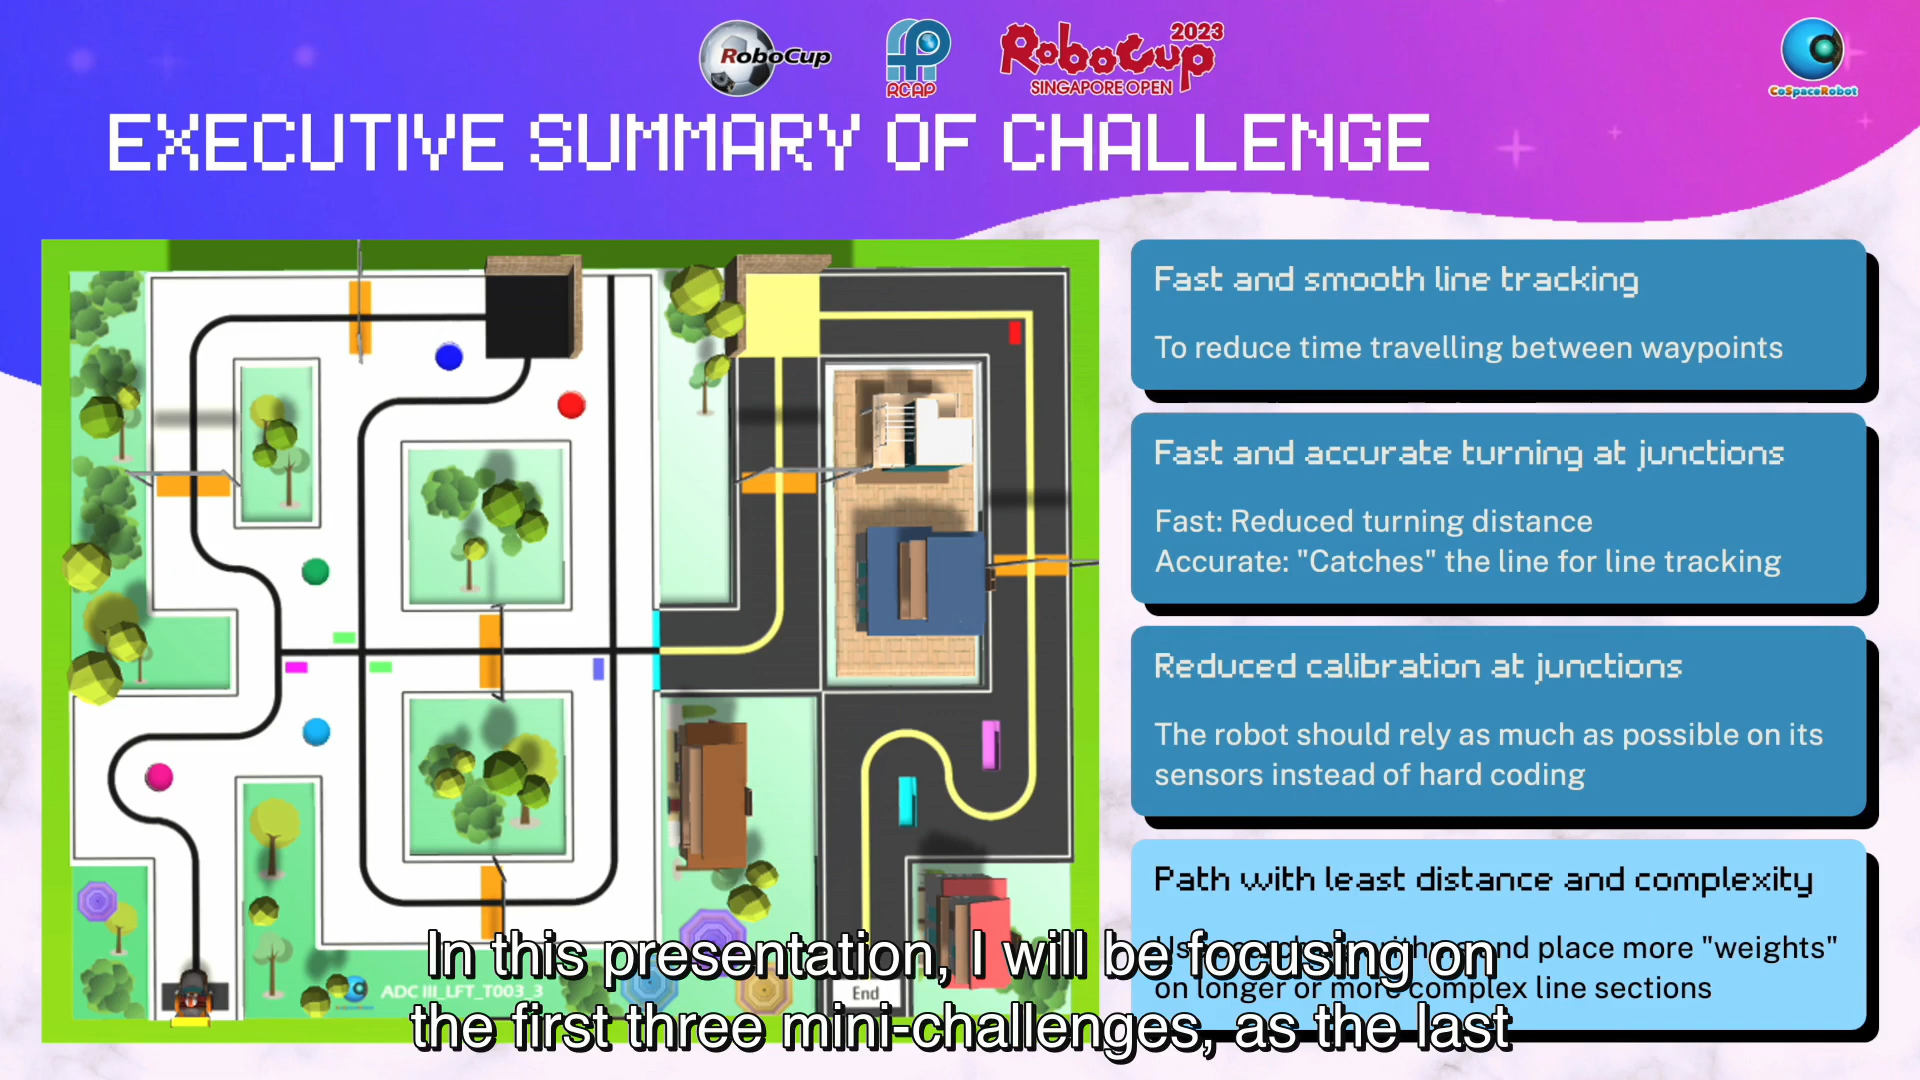 RoboCup
RCAP
RoboCup
2023
SINGAPORE OPEN
CoSpaceRobot
EXECUTIVE SUMMARY OF CHALLENGE
Fast and smooth line tracking
To reduce time travelling between waypoints
Fast and accurate turning at junctions
Fast: Reduced turning distance
Accurate: "Catches" the line for line tracking
Reduced calibration at junctions
The robot should rely as much as possible on its
sensors instead of hard coding
Path with least distance and complexity
and place more "weights"
on longer or more complex line sections
ADC III_LFT_T003_3
End
In this presentation, I will be focusing on
the first three mini-challenges, as the last